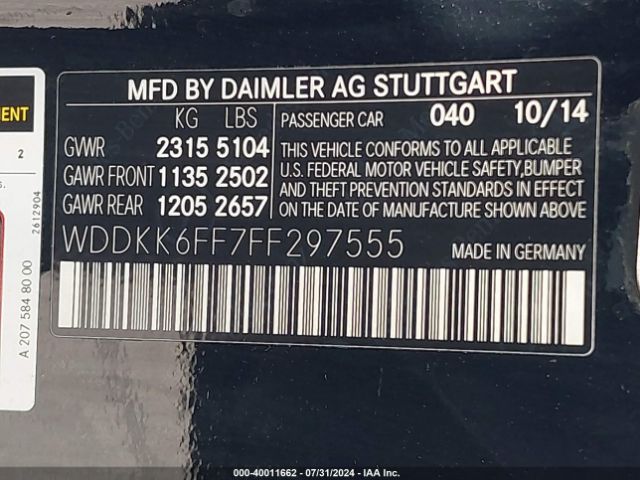 MFD BY DAIMLER AG STUTTGART
KG LBS
GVWR 2315 5104
GAWR FRONT 1135 2502
GAWR REAR 1205 2657
PASSENGER CAR 040 10/14
THIS VEHICLE CONFORMS TO ALL APPLICABLE
U.S. FEDERAL MOTOR VEHICLE SAFETY,BUMPER
AND THEFT PREVENTION STANDARDS IN EFFECT
ON THE DATE OF MANUFACTURE SHOWN ABOVE
WDDKK6FF7FF297555
MADE IN GERMANY
2
2612904
A 207 584 80 00
000-40011662 - 07/31/2024 - IAA Inc.